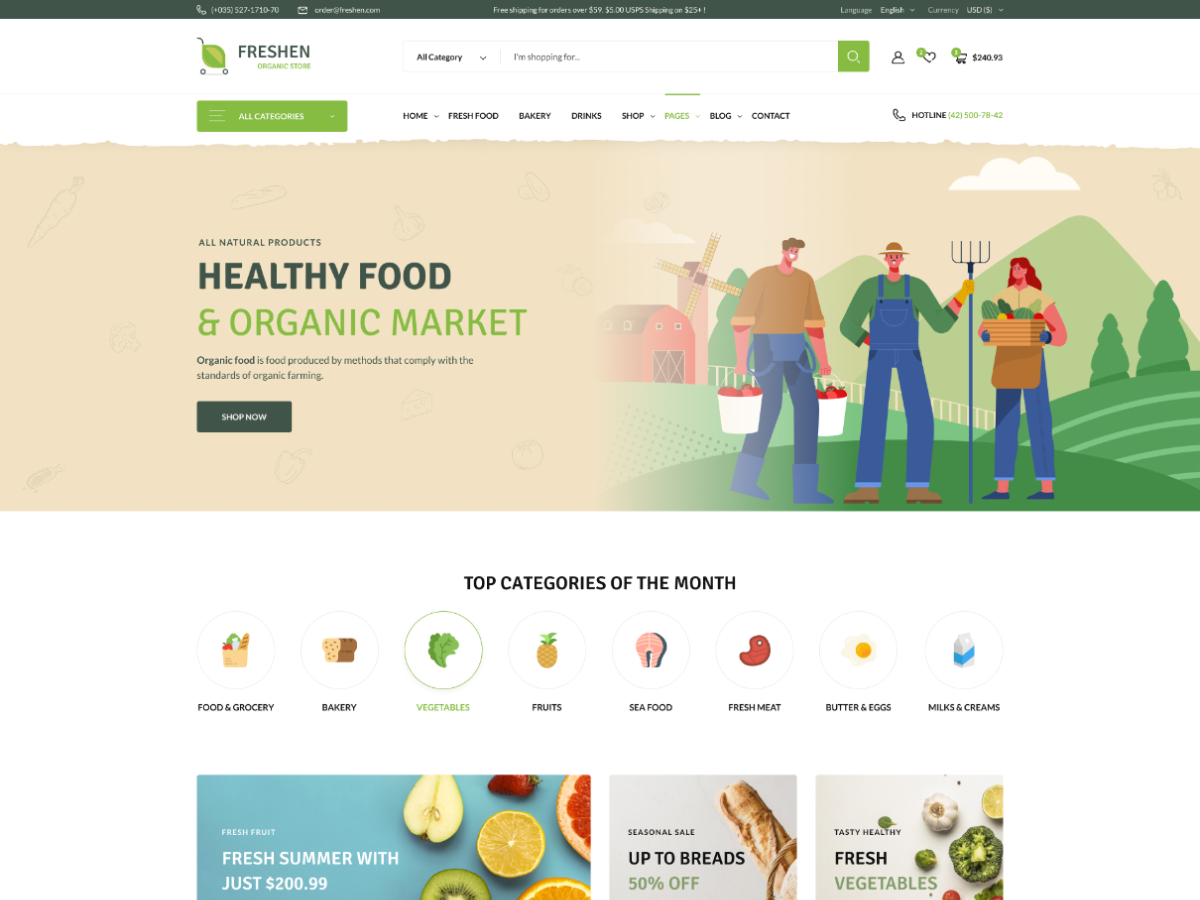 (+035) 527-1710-70
order@freshen.com
Free shipping for orders over $59. $5.00 USPS Shipping on $25+ !
Language English
Currency USD ($)
FRESHEN
ORGANIC STORE
All Category
I'm shopping for...
2
3
$240.93
ALL CATEGORIES
HOME FRESH FOOD BAKERY DRINKS SHOP PAGES BLOG CONTACT
HOTLINE (42) 500-78-42
ALL NATURAL PRODUCTS
HEALTHY FOOD
& ORGANIC MARKET
Organic food is food produced by methods that comply with the
standards of organic farming.
SHOP NOW
TOP CATEGORIES OF THE MONTH
FOOD & GROCERY BAKERY VEGETABLES FRUITS SEA FOOD FRESH MEAT BUTTER & EGGS MILKS & CREAMS
FRESH FRUIT
FRESH SUMMER WITH
JUST $200.99
SEASONAL SALE
UP TO BREADS
50% OFF
TASTY HEALTHY
FRESH
VEGETABLES